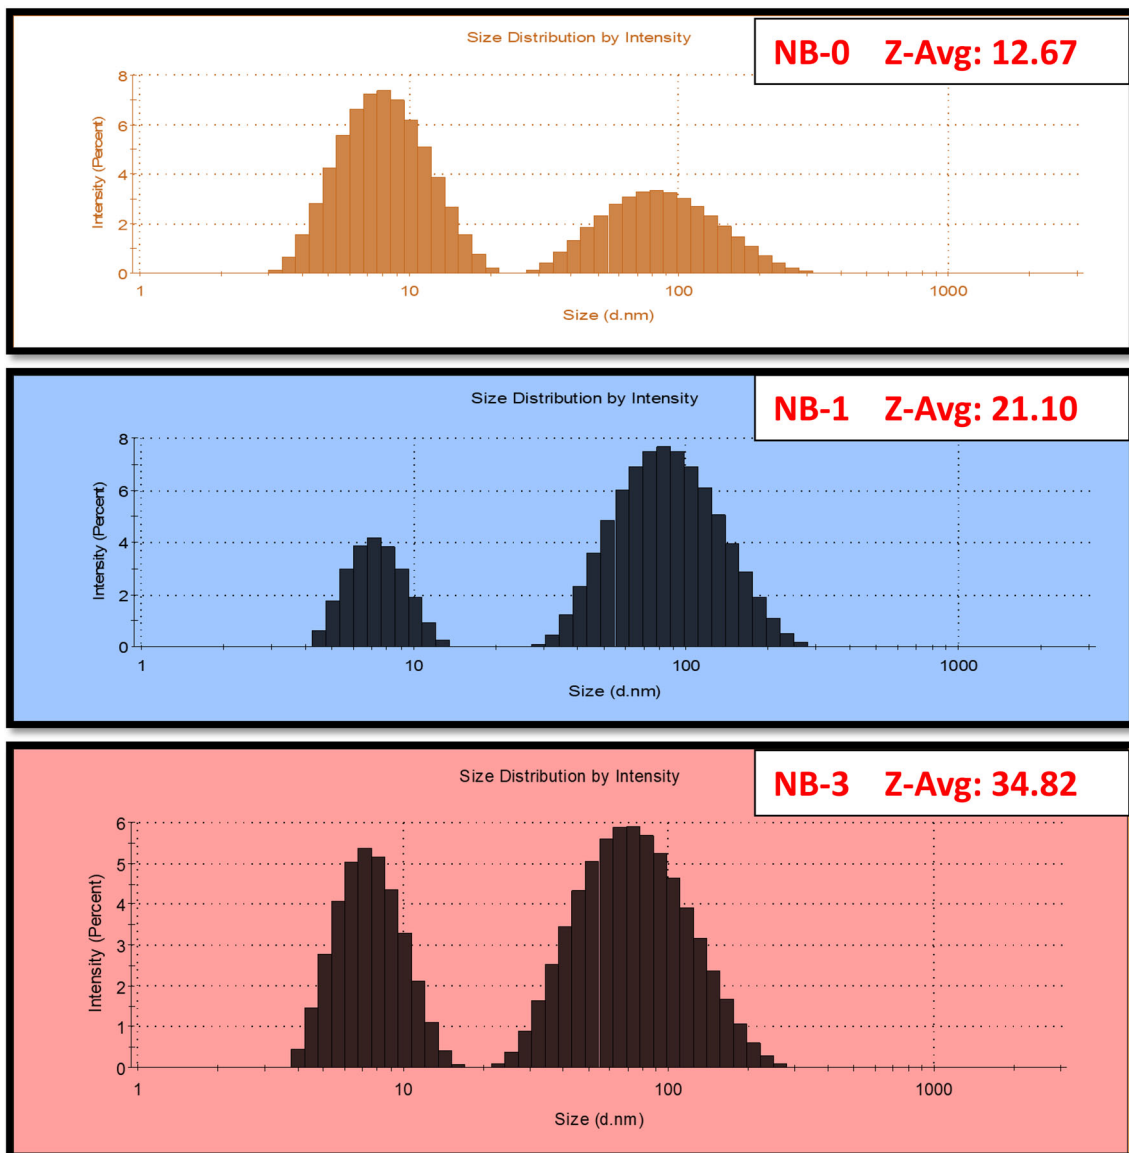 Size Distribution by Intensity
NB-0 Z-Avg: 12.67
Intensity (Percent)
8
6
4
2
0
1 10 100 1000
Size (d.nm)
Size Distribution by Intensity
NB-1 Z-Avg: 21.10
Intensity (Percent)
8
6
4
2
0
1 10 100 1000
Size (d.nm)
Size Distribution by Intensity
NB-3 Z-Avg: 34.82
Intensity (Percent)
6
5
4
3
2
1
0
1 10 100 1000
Size (d.nm)